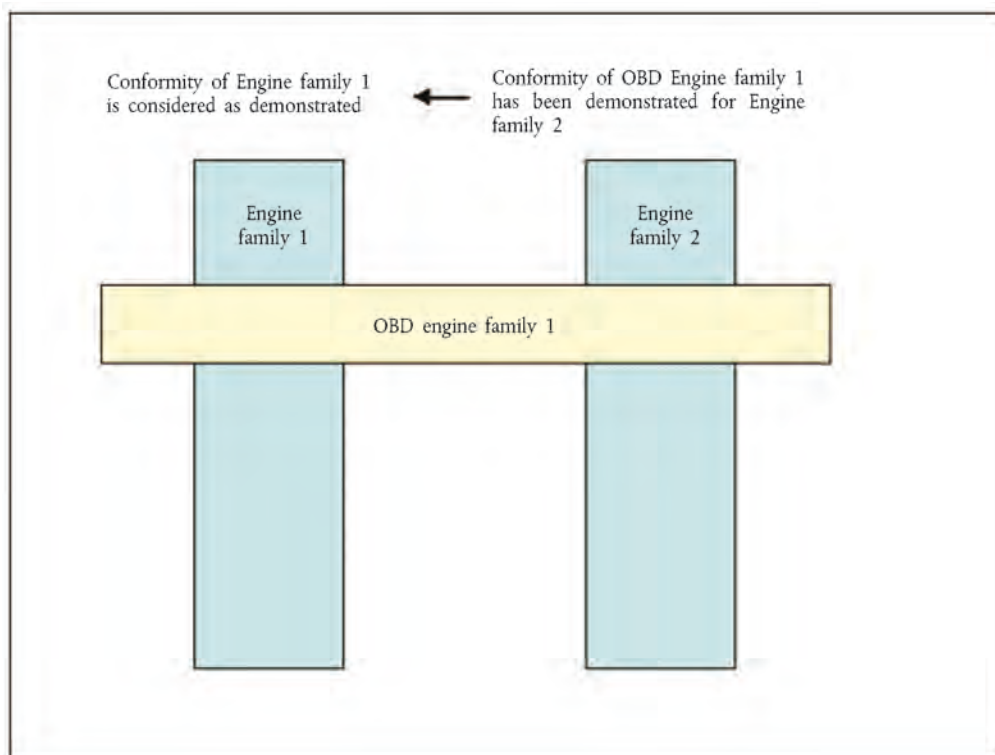 Conformity of Engine family 1
is considered as demonstrated
Conformity of OBD Engine family 1
has been demonstrated for Engine
family 2
Engine
family 1
Engine
family 2
OBD engine family 1